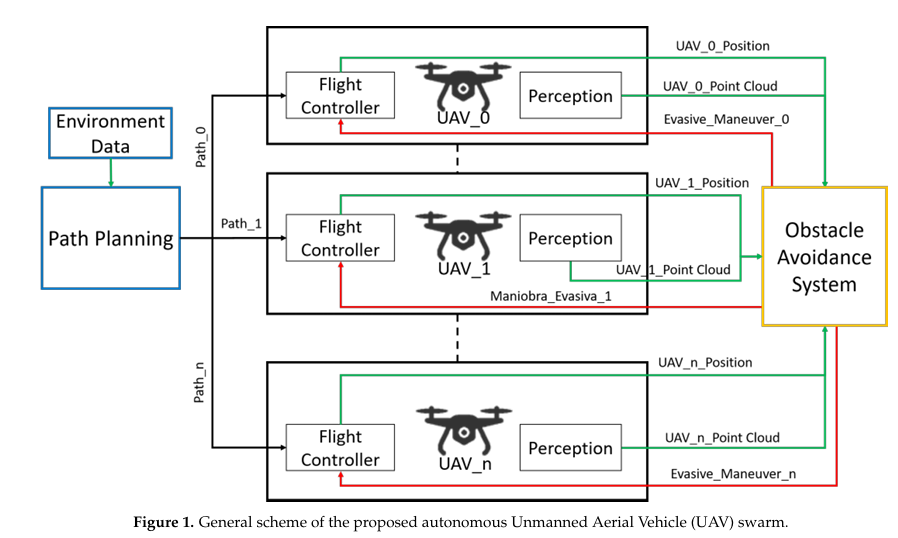 Environment
Data
Path Planning
Path_0
Path_1
Path_n
Flight
Controller
UAV_0
Perception
UAV_0_Position
UAV_0_Point Cloud
Evasive_Maneuver_0
Flight
Controller
UAV_1
Perception
UAV_1_Position
UAV_1_Point Cloud
Maniobra_Evasiva_1
Obstacle
Avoidance
System
Flight
Controller
UAV_n
Perception
UAV_n_Position
UAV_n_Point Cloud
Evasive_Maneuver_n
Figure 1. General scheme of the proposed autonomous Unmanned Aerial Vehicle (UAV) swarm.